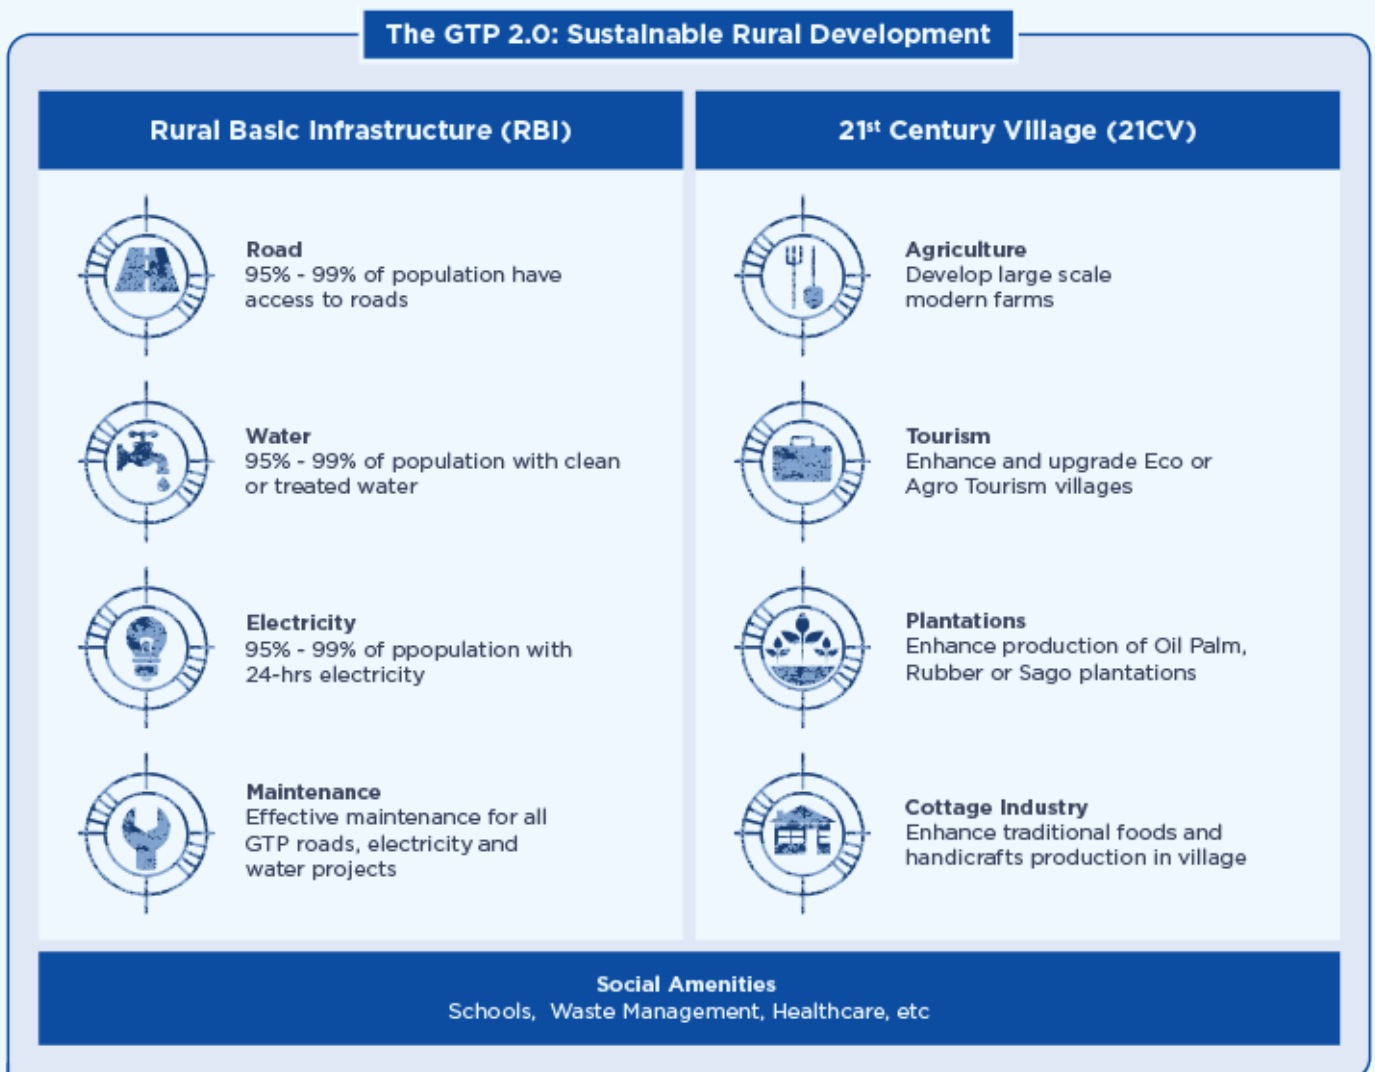 The GTP 2.0: Sustainable Rural Development
Rural Basic Infrastructure (RBI)
Road
95% - 99% of population have
access to roads
Water
95% - 99% of population with clean
or treated water
Electricity
95% - 99% of ppopulation with
24-hrs electricity
Maintenance
Effective maintenance for all
GTP roads, electricity and
water projects
21st Century Village (21CV)
Agriculture
Develop large scale
modern farms
Tourism
Enhance and upgrade Eco or
Agro Tourism villages
Plantations
Enhance production of Oil Palm,
Rubber or Sago plantations
Cottage Industry
Enhance traditional foods and
handicrafts production in village
Social Amenities
Schools,  Waste Management, Healthcare, etc